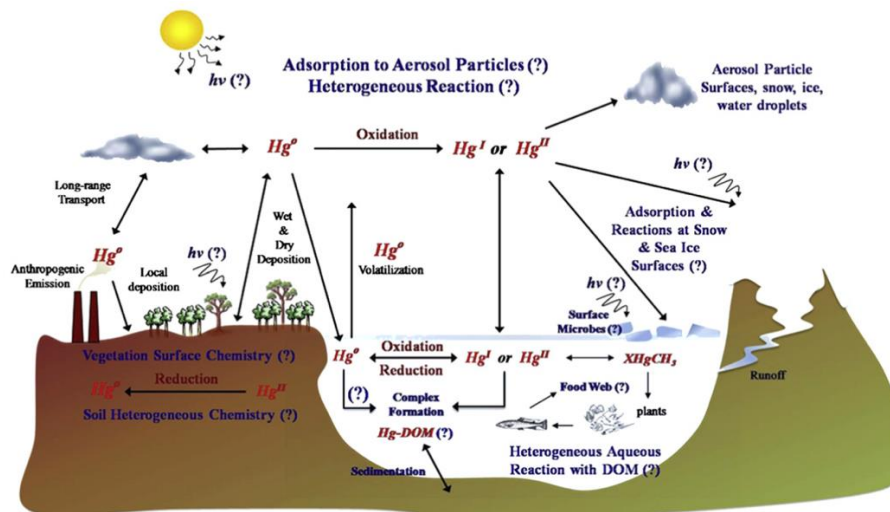 hν (?)
Adsorption to Aerosol Particles (?)
Heterogeneous Reaction (?)
Aerosol Particle
Surfaces, snow, ice,
water droplets
Hg⁰
Oxidation
Hgᴵ or Hgᴵᴵ
hν (?)
Long-range
Transport
Wet
&
Dry
Deposition
Adsorption &
Reactions at Snow
& Sea Ice
Surfaces (?)
Hg⁰
Anthropogenic
Emission
Local
deposition
hν (?)
Hg⁰
Volatilization
hν (?)
Surface
Microbes (?)
Vegetation Surface Chemistry (?)
Hg⁰
Oxidation
Reduction
Hgᴵ or Hgᴵᴵ
XHgCH₃
Runoff
Hg⁰
Reduction
Hgᴵᴵ
Soil Heterogeneous Chemistry (?)
(?)
Complex
Formation
Hg-DOM (?)
Food Web (?)
plants
Heterogeneous Aqueous
Reaction with DOM (?)
Sedimentation